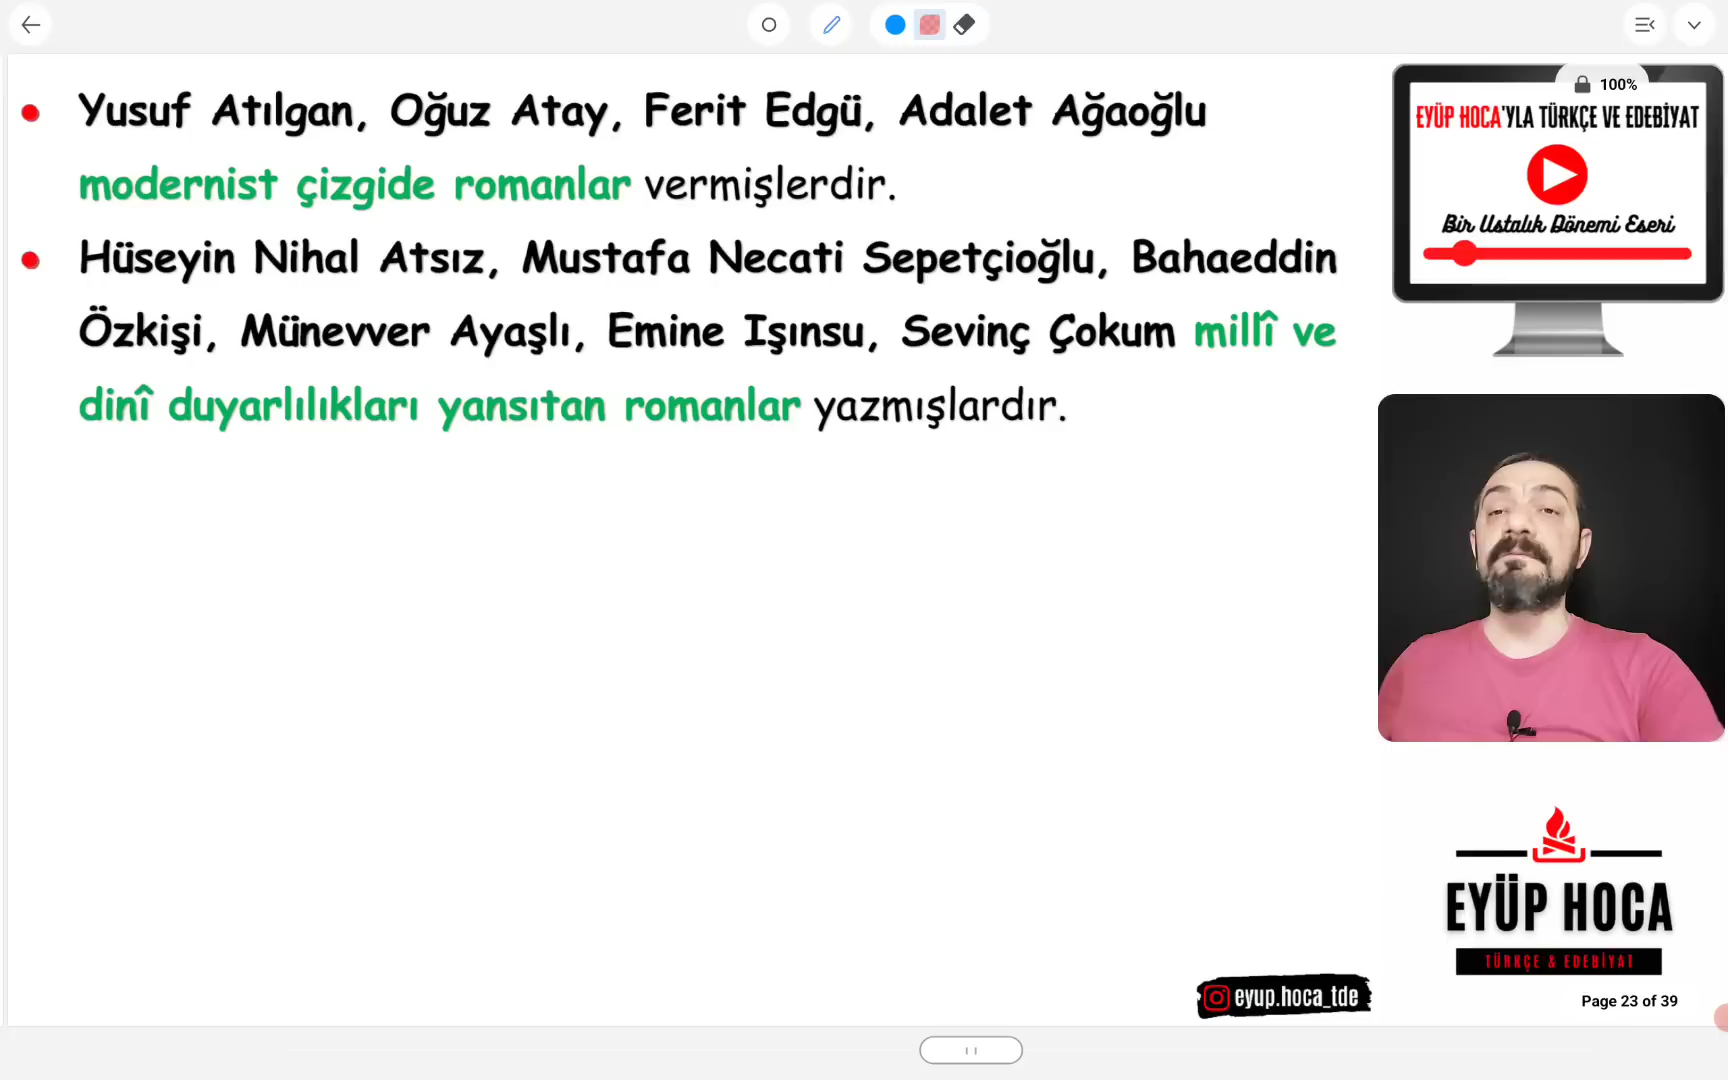 100%
Yusuf Atılgan, Oğuz Atay, Ferit Edgü, Adalet Ağaoğlu
modernist çizgide romanlar vermişlerdir.
Hüseyin Nihal Atsız, Mustafa Necati Sepetçioğlu, Bahaeddin
Özkişi, Münevver Ayaşlı, Emine Işınsu, Sevinç Çokum millî ve
dinî duyarlılıkları yansıtan romanlar yazmışlardır.
EYÜP HOCA'YLA TÜRKÇE VE EDEBİYAT
Bir Ustalık Dönemi Eseri
EYÜP HOCA
TÜRKÇE & EDEBİYAT
eyup.hoca_tde
Page 23 of 39